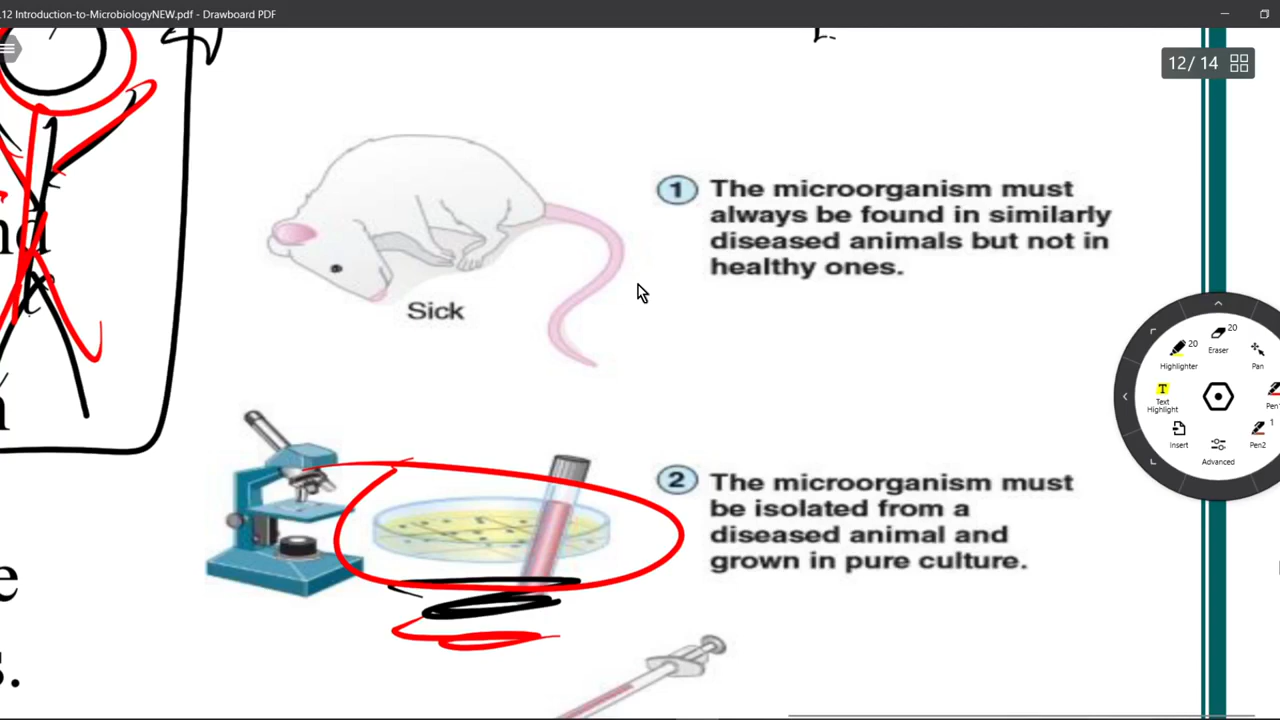 .12 Introduction-to-MicrobiologyNEW.pdf - Drawboard PDF
12/ 14
1 The microorganism must
always be found in similarly
diseased animals but not in
healthy ones.
Sick
20
Eraser
20
Highlighter
Pan
Text
Highlight
Pen
Insert
1
Pen2
Advanced
2 The microorganism must
be isolated from a
diseased animal and
grown in pure culture.